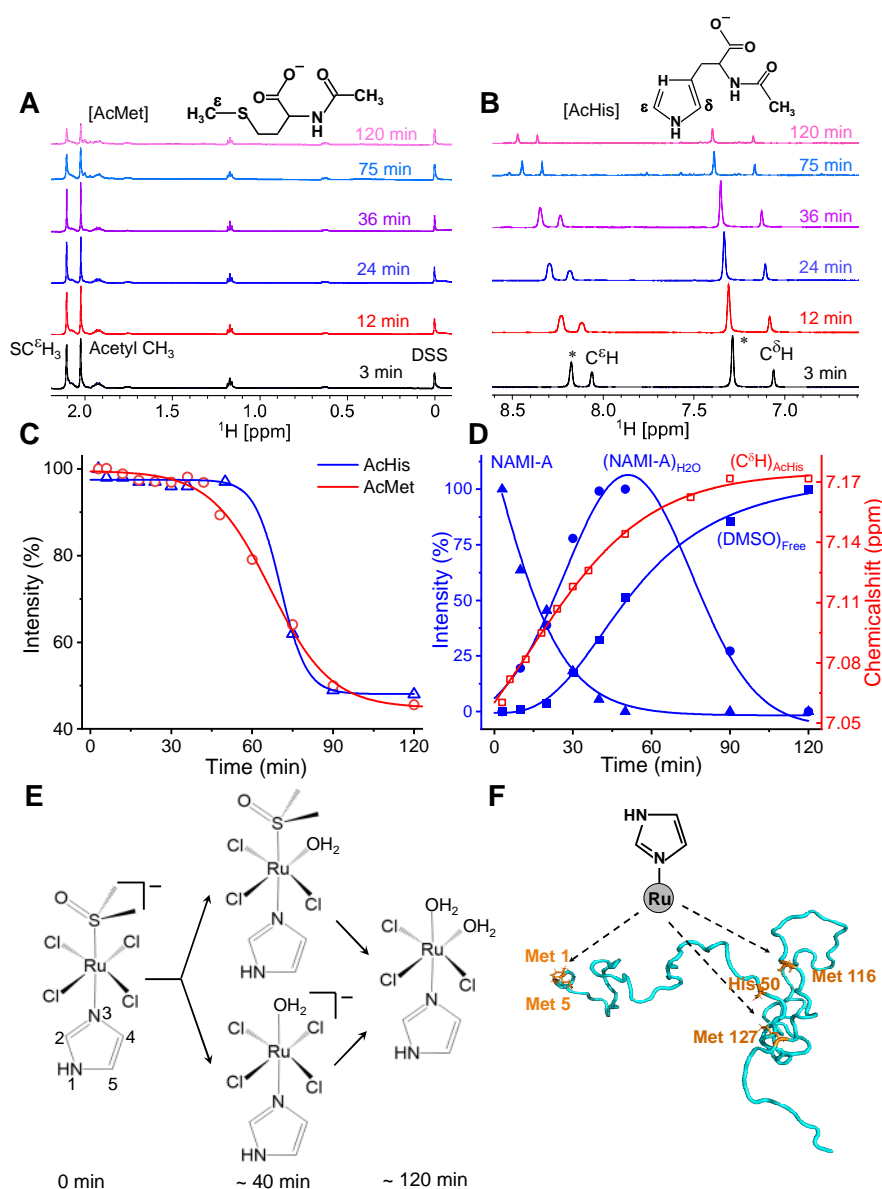 A
[AcMet]
H₃C
ε
S
O
O⁻
N
H
O
CH₃
120 min
75 min
36 min
24 min
12 min
3 min
SCᵋH₃
Acetyl CH₃
DSS
2.0
1.5
1.0
0.5
0
¹H [ppm]
B
[AcHis]
O⁻
O
H
N
ε
δ
NH
N
H
O
CH₃
120 min
75 min
36 min
24 min
12 min
3 min
*
CᵋH
*
CᵟH
8.5
8.0
7.5
7.0
¹H [ppm]
C
AcHis
AcMet
100
80
60
40
Intensity (%)
0
30
60
90
120
Time (min)
D
NAMI-A
(NAMI-A)H2O
(CᵟH)AcHis
(DMSO)Free
100
75
50
25
0
Intensity (%)
0
30
60
90
120
Time (min)
7.17
7.14
7.11
7.08
7.05
Chemicalshift (ppm)
E
O
S
Cl
Cl
Ru
Cl
Cl
N
3
2
4
HN
1
5
−
O
S
Cl
OH₂
Ru
Cl
Cl
N
HN
OH₂
−
Cl
Cl
Ru
Cl
Cl
N
HN
OH₂
Cl
OH₂
Ru
Cl
Cl
N
HN
0 min
~ 40 min
~ 120 min
F
HN
N
Ru
Met 1
Met 5
His 50
Met 116
Met 127